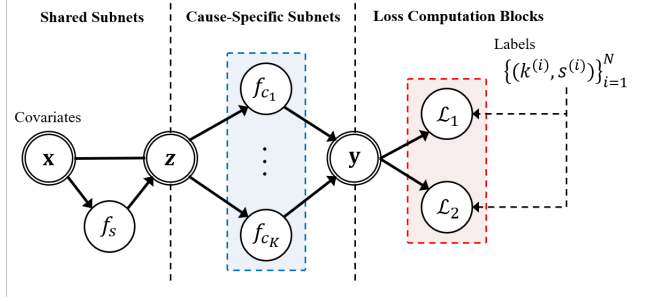 Shared Subnets
Cause-Specific Subnets
Loss Computation Blocks
Labels
{(k^{(i)}, s^{(i)})}_{i=1}^{N}
Covariates
x
f_s
z
f_{c_1}
⋮
f_{c_K}
y
ℒ_1
ℒ_2